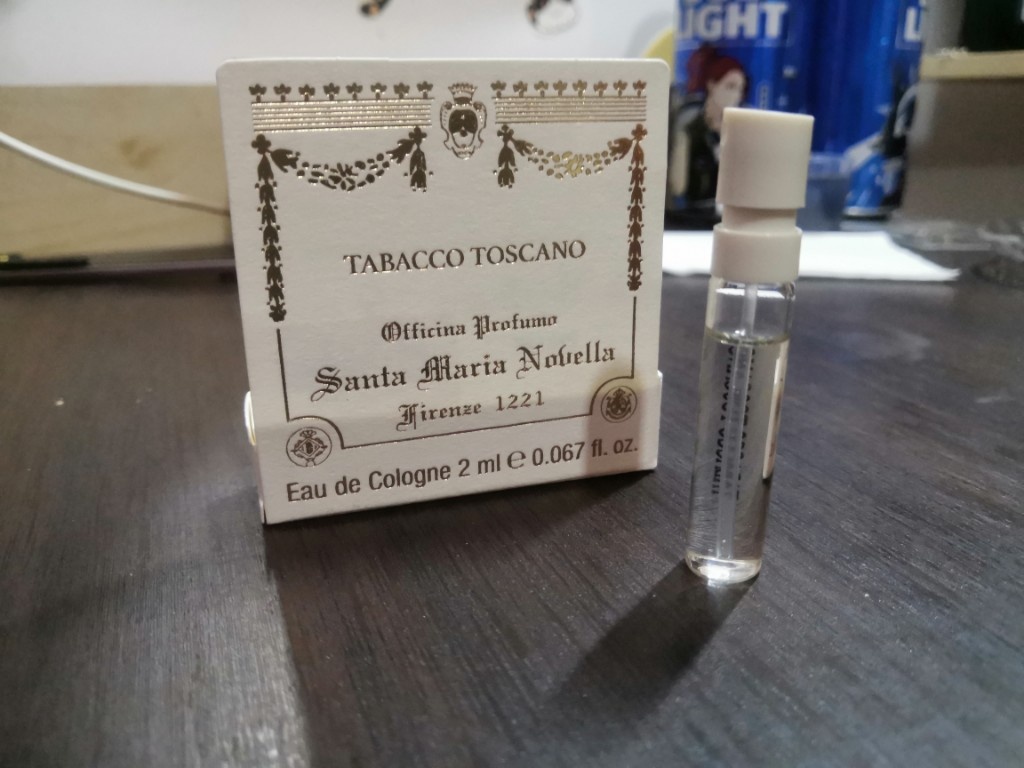 TABACCO TOSCANO
Officina Profumo
Santa Maria Novella
Firenze 1221
Eau de Cologne 2 ml ℮ 0.067 fl. oz.
LIGHT
L